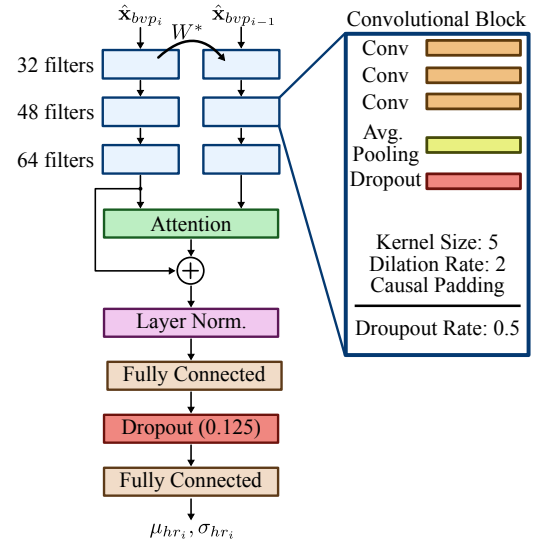 x̂_{bvp_i} x̂_{bvp_{i-1}}
W*
32 filters
48 filters
64 filters
Attention
+
Layer Norm.
Fully Connected
Dropout (0.125)
Fully Connected
μ_{hr_i}, σ_{hr_i}
Convolutional Block
Conv
Conv
Conv
Avg.
Pooling
Dropout
Kernel Size: 5
Dilation Rate: 2
Causal Padding
Droupout Rate: 0.5